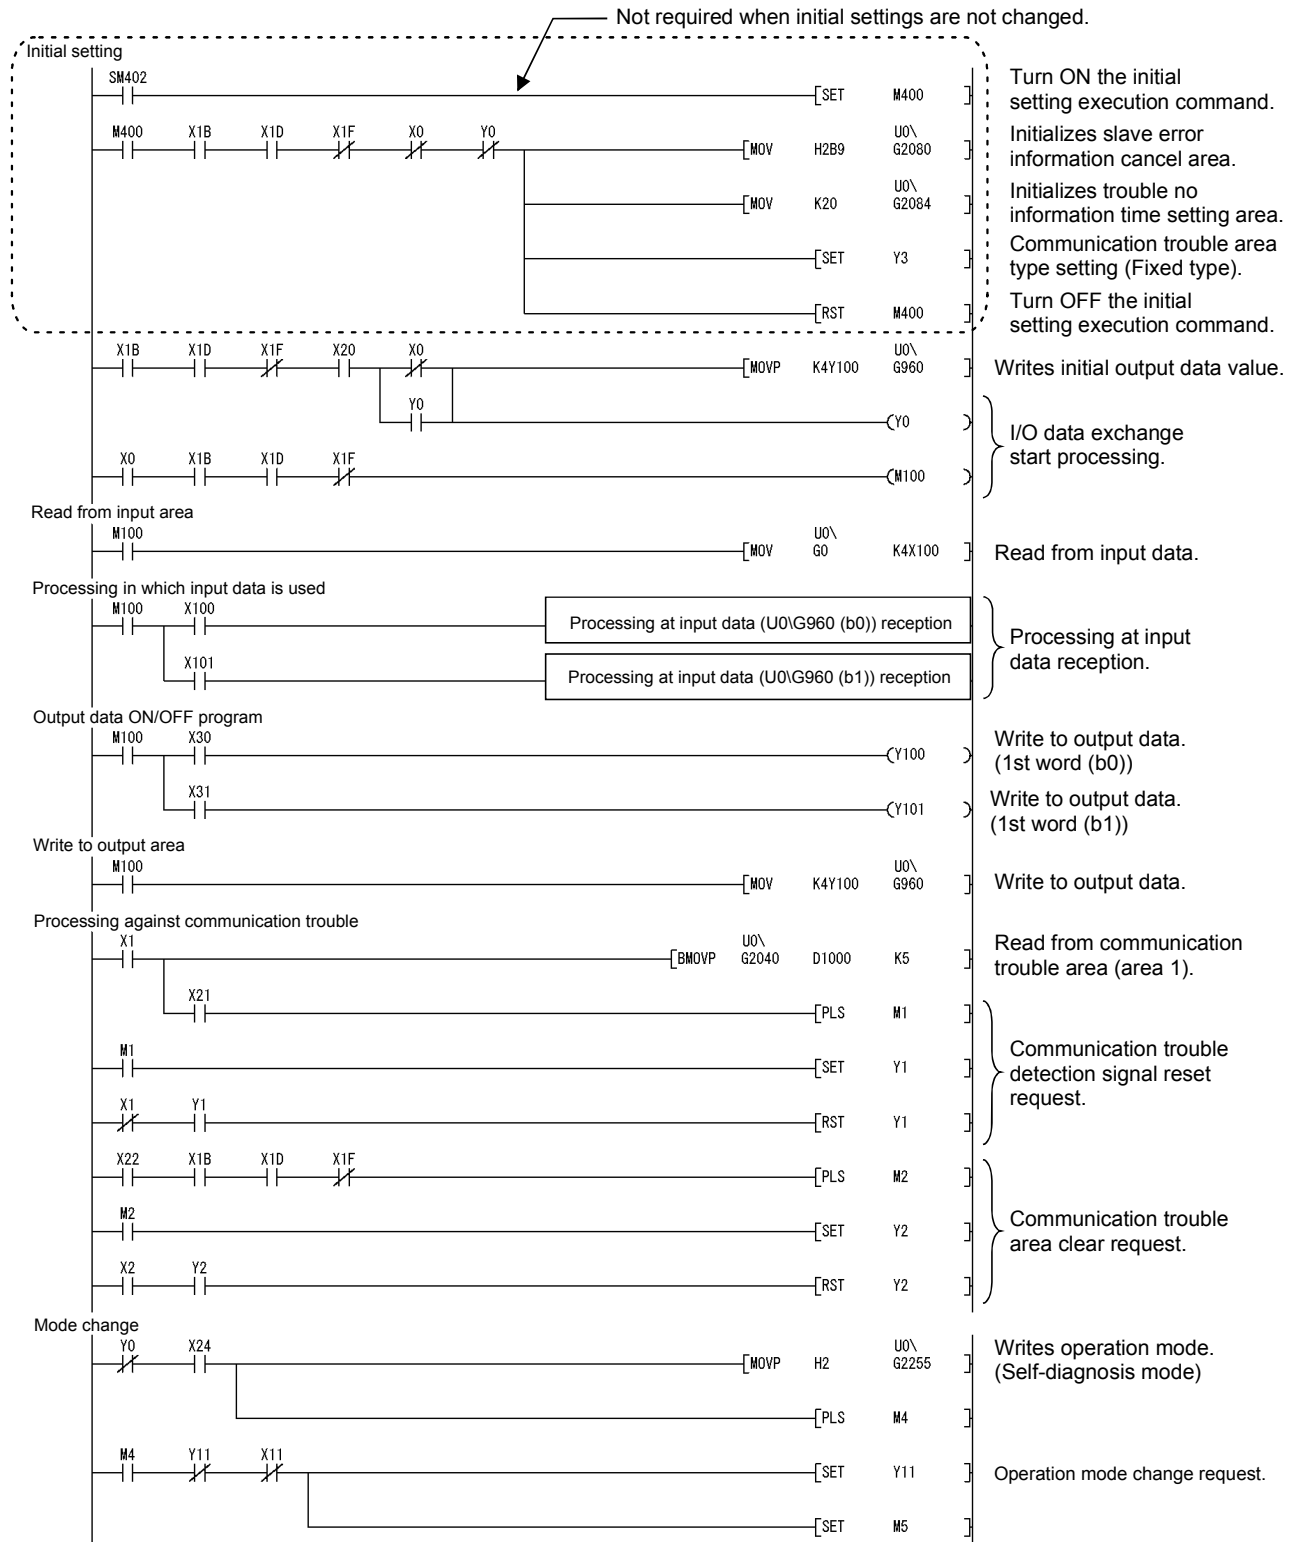 Not required when initial settings are not changed.
Initial setting
SM402
SET M400
Turn ON the initial
setting execution command.
M400 X1B X1D X1F X0 Y0
MOV H2B9 U0\
G2080
Initializes slave error
information cancel area.
MOV K20 U0\
G2084
Initializes trouble no
information time setting area.
SET Y3
Communication trouble area
type setting (Fixed type).
RST M400
Turn OFF the initial
setting execution command.
X1B X1D X1F X20 X0
MOVP K4Y100 U0\
G960
Writes initial output data value.
Y0
Y0
I/O data exchange
start processing.
X0 X1B X1D X1F
M100
Read from input area
M100
MOV U0\
G0 K4X100
Read from input data.
Processing in which input data is used
M100 X100
Processing at input data (U0\G960 (b0)) reception
X101
Processing at input data (U0\G960 (b1)) reception
Processing at input
data reception.
Output data ON/OFF program
M100 X30
Y100
Write to output data.
(1st word (b0))
X31
Y101
Write to output data.
(1st word (b1))
Write to output area
M100
MOV K4Y100 U0\
G960
Write to output data.
Processing against communication trouble
X1
BMOVP U0\
G2040 D1000 K5
Read from communication
trouble area (area 1).
X21
PLS M1
M1
SET Y1
Communication trouble
detection signal reset
request.
X1 Y1
RST Y1
X22 X1B X1D X1F
PLS M2
M2
SET Y2
Communication trouble
area clear request.
X2 Y2
RST Y2
Mode change
Y0 X24
MOVP H2 U0\
G2255
Writes operation mode.
(Self-diagnosis mode)
PLS M4
M4 Y11 X11
SET Y11
Operation mode change request.
SET M5